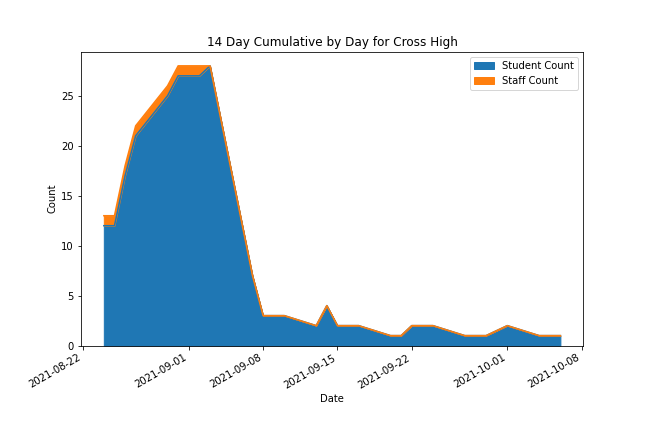 14 Day Cumulative by Day for Cross High
Student Count
Staff Count
Count
25
20
15
10
5
0
2021-08-22
2021-09-01
2021-09-08
2021-09-15
2021-09-22
2021-10-01
2021-10-08
Date